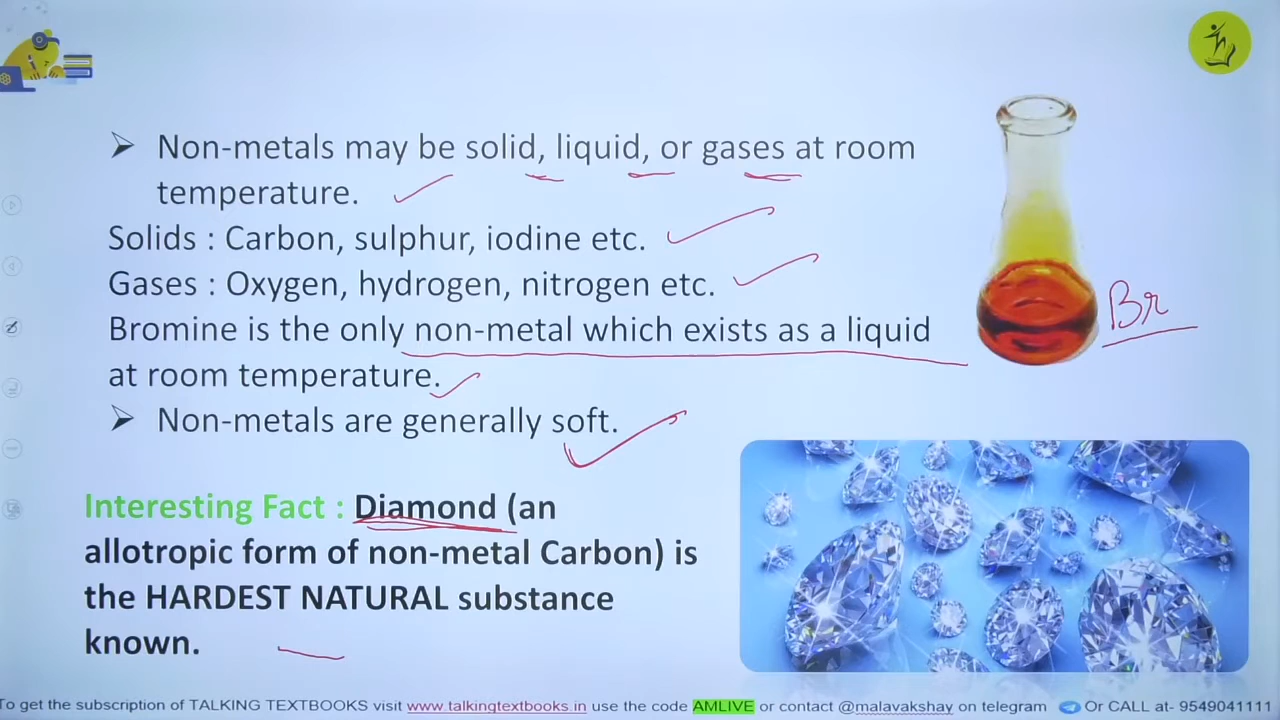 ➢ Non-metals may be solid, liquid, or gases at room
temperature.
Solids : Carbon, sulphur, iodine etc.
Gases : Oxygen, hydrogen, nitrogen etc.
Br
Bromine is the only non-metal which exists as a liquid
at room temperature.
➢ Non-metals are generally soft.
Interesting Fact : Diamond (an
allotropic form of non-metal Carbon) is
the HARDEST NATURAL substance
known.
To get the subscription of TALKING TEXTBOOKS visit www.talkingtextbooks.in use the code AMLIVE or contact @malavakshay on telegram Or CALL at- 9549041111